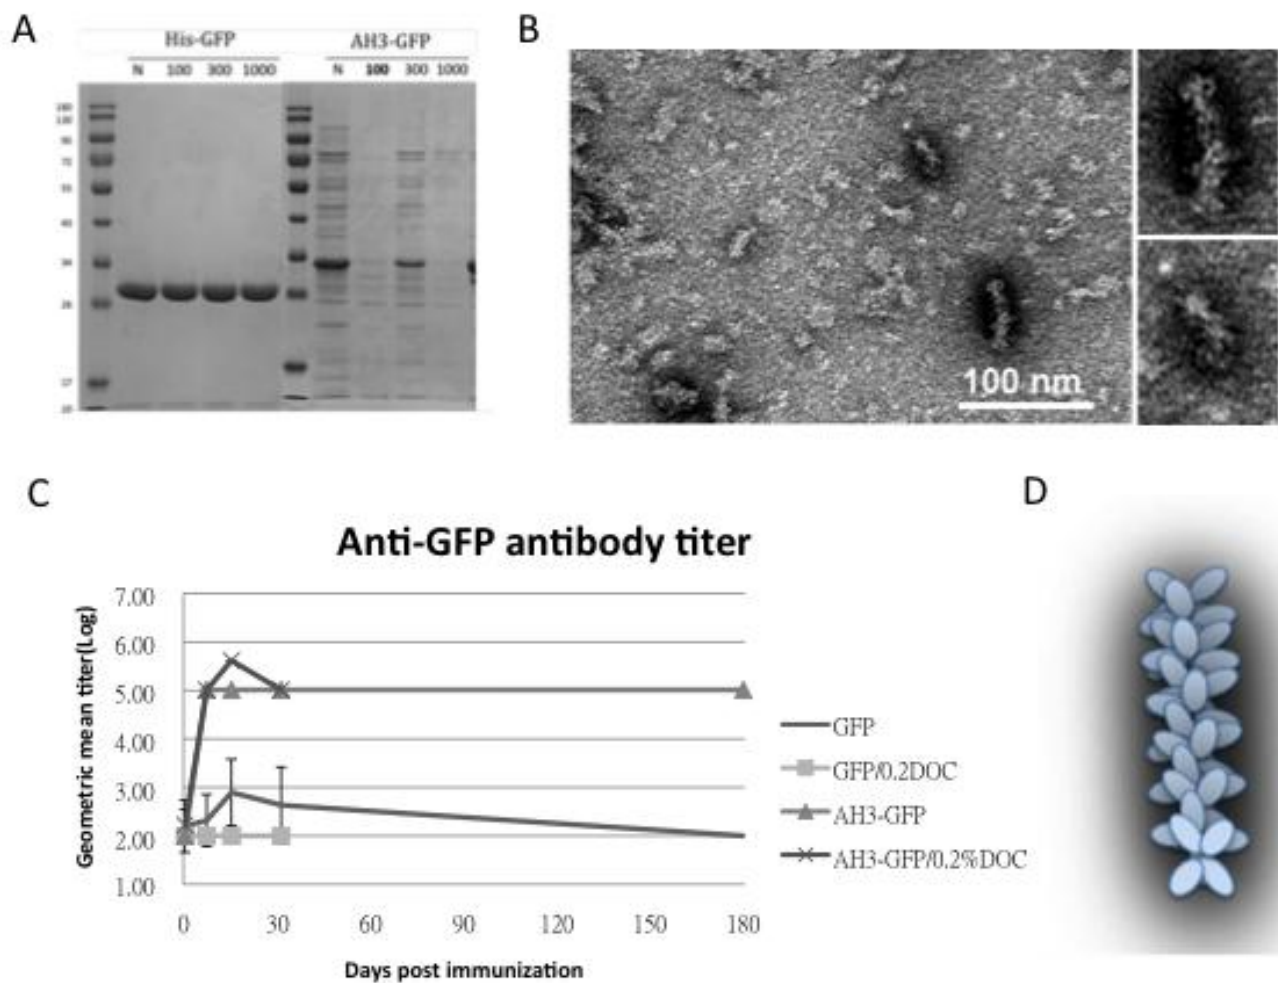 A
His-GFP
AH3-GFP
N 100 300 1000
N 100 300 1000
B
100 nm
C
D
Anti-GFP antibody titer
Geometric mean titer(Log)
7.00
6.00
5.00
4.00
3.00
2.00
1.00
0 30 60 90 120 150 180
Days post immunization
GFP
GFP/0.2DOC
AH3-GFP
AH3-GFP/0.2%DOC